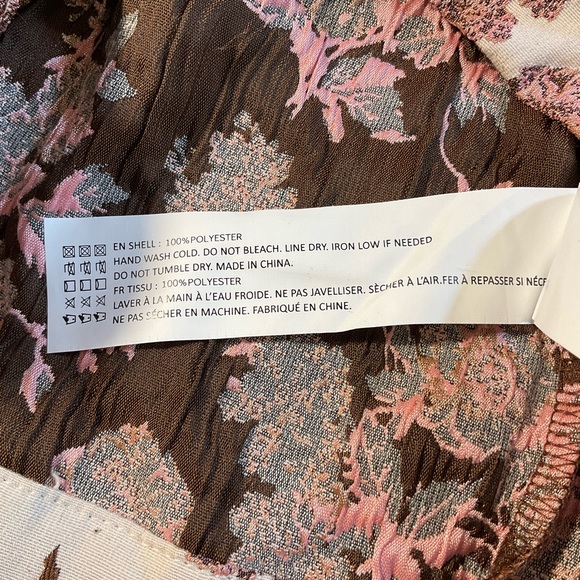 EN SHELL : 100%POLYESTER
HAND WASH COLD. DO NOT BLEACH. LINE DRY. IRON LOW IF NEEDED
DO NOT TUMBLE DRY. MADE IN CHINA.
FR TISSU : 100%POLYESTER
LAVER À LA MAIN À L'EAU FROIDE. NE PAS JAVELLISER. SÈCHER À L'AIR.FER À REPASSER SI NÉCE
NE PAS SÉCHER EN MACHINE. FABRIQUÉ EN CHINE.